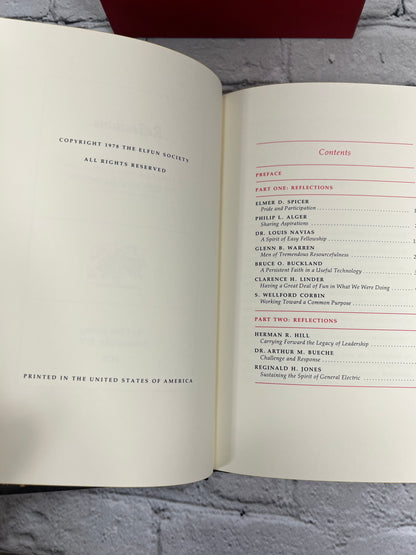 COPYRIGHT 1978 THE ELFUN SOCIETY
ALL RIGHTS RESERVED
PRINTED IN THE UNITED STATES OF AMERICA
Contents
PREFACE
PART ONE: REFLECTIONS
ELMER D. SPICER
Pride and Participation
PHILIP L. ALGER
Sharing Aspirations
DR. LOUIS NAVIAS
A Spirit of Easy Fellowship
GLENN B. WARREN
Men of Tremendous Resourcefulness
BRUCE O. BUCKLAND
A Persistent Faith in a Useful Technology
CLARENCE H. LINDER
Having a Great Deal of Fun in What We Were Doing
S. WELLFORD CORBIN
Working Toward a Common Purpose
PART TWO: REFLECTIONS
HERMAN R. HILL
Carrying Forward the Legacy of Leadership
DR. ARTHUR M. BUECHE
Challenge and Response
REGINALD H. JONES
Sustaining the Spirit of General Electric